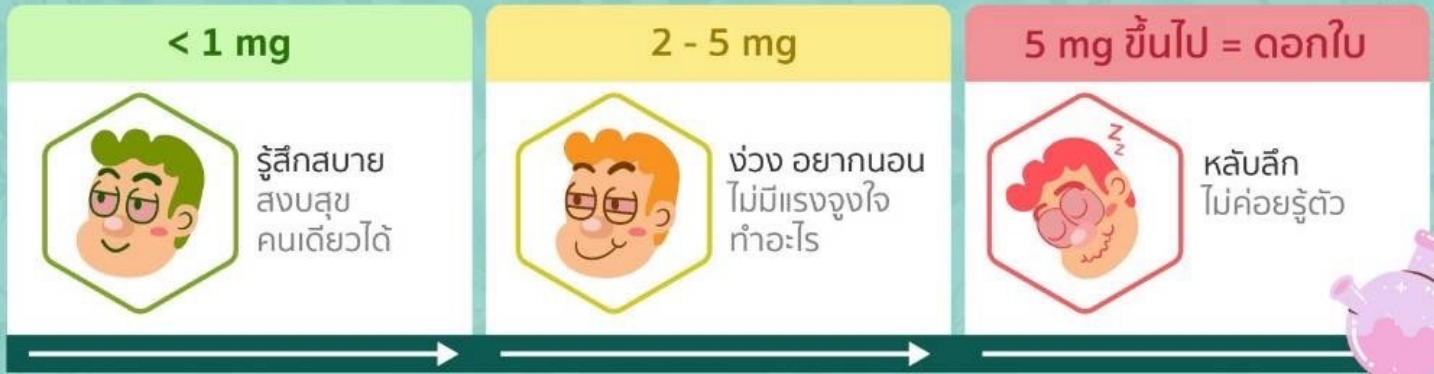 < 1 mg
รู้สึกสบาย
สงบสุข
คนเดียวได้
2 - 5 mg
ง่วง อยากนอน
ไม่มีแรงจูงใจ
ทำอะไร
5 mg ขึ้นไป = ดอกใบ
z
z
หลับลึก
ไม่ค่อยรู้ตัว